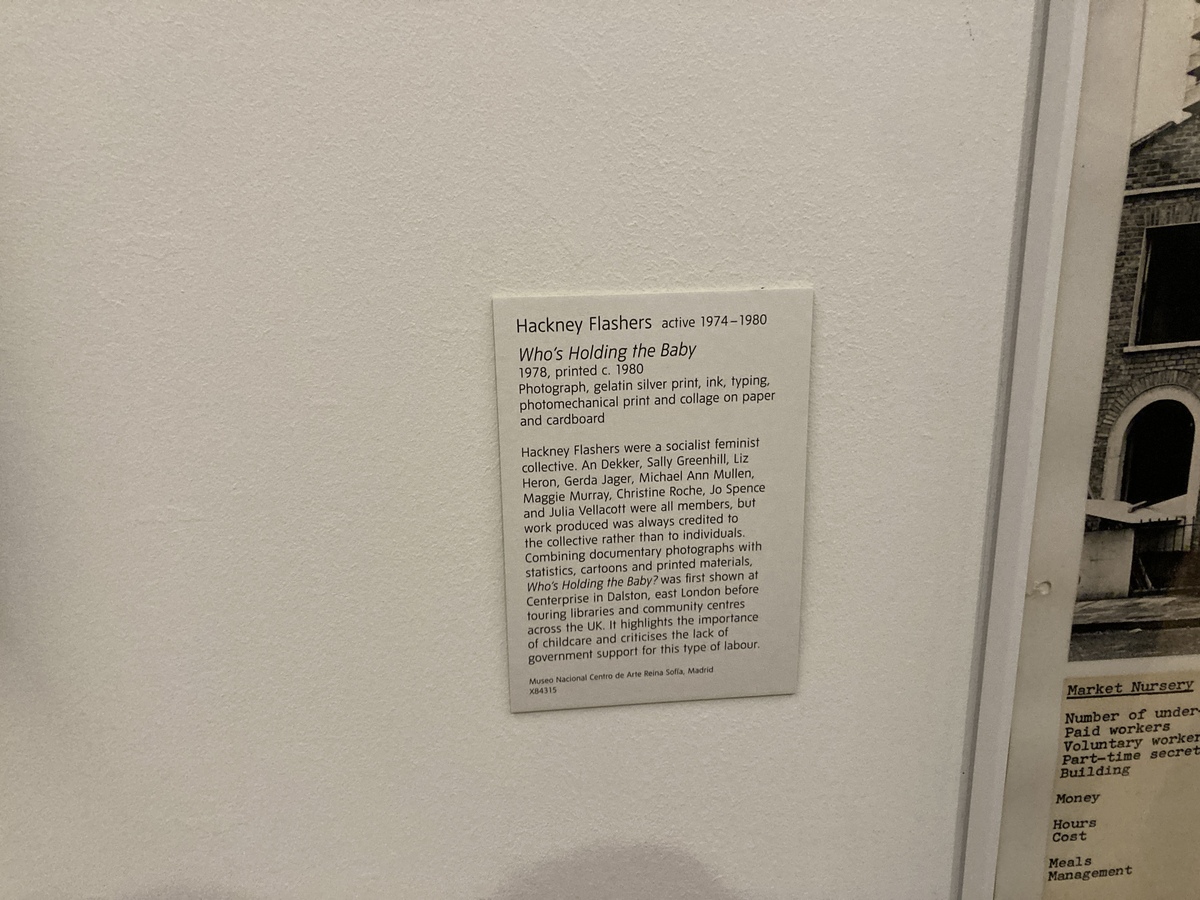 Hackney Flashers active 1974–1980
Who's Holding the Baby
1978, printed c. 1980
Photograph, gelatin silver print, ink, typing,
photomechanical print and collage on paper
and cardboard
Hackney Flashers were a socialist feminist
collective. An Dekker, Sally Greenhill, Liz
Heron, Gerda Jager, Michael Ann Mullen,
Maggie Murray, Christine Roche, Jo Spence
and Julia Vellacott were all members, but
work produced was always credited to
the collective rather than to individuals.
Combining documentary photographs with
statistics, cartoons and printed materials,
Who's Holding the Baby? was first shown at
Centerprise in Dalston, east London before
touring libraries and community centres
across the UK. It highlights the importance
of childcare and criticises the lack of
government support for this type of labour.
Museo Nacional Centro de Arte Reina Sofía, Madrid
X84315
Market Nursery
Number of under-
Paid workers
Voluntary worker
Part-time secret
Building
Money
Hours
Cost
Meals
Management